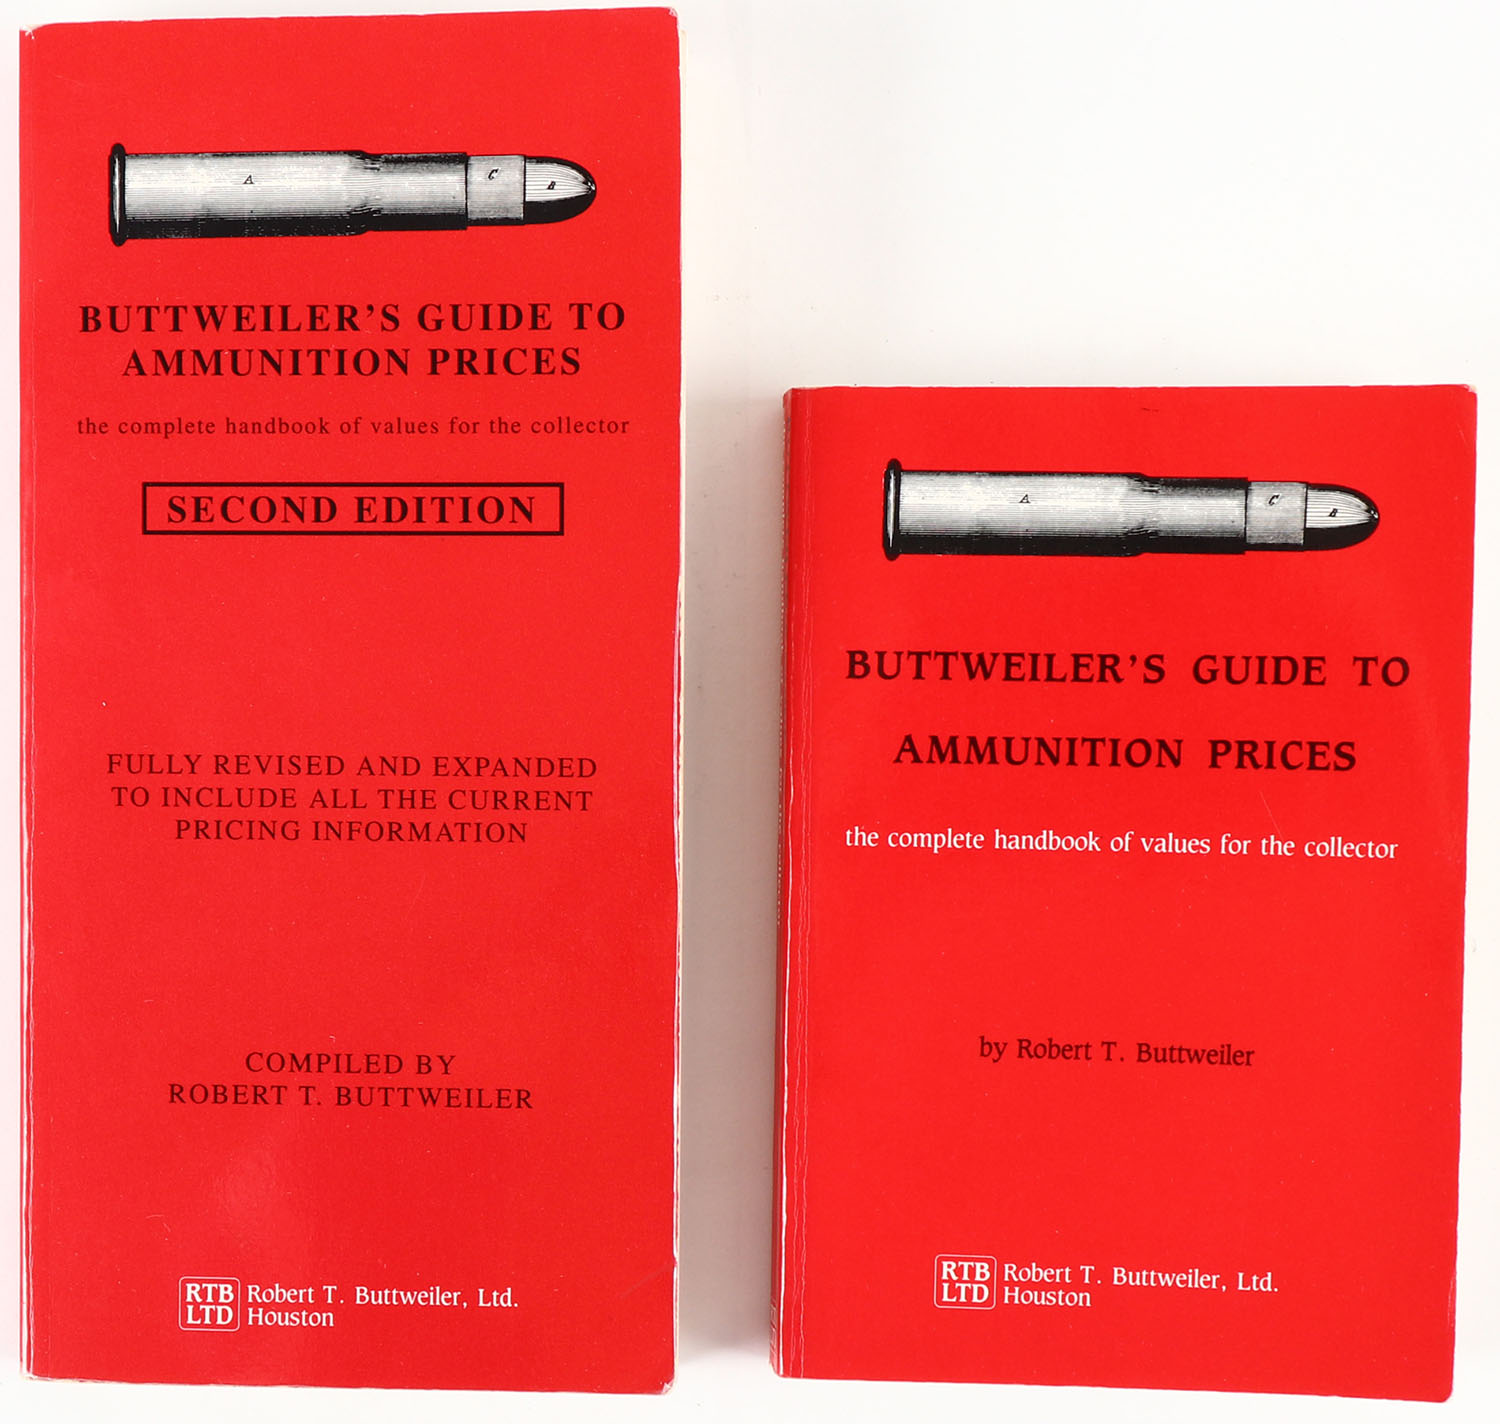 A
C
B
BUTTWEILER'S GUIDE TO
AMMUNITION PRICES
the complete handbook of values for the collector
SECOND EDITION
FULLY REVISED AND EXPANDED
TO INCLUDE ALL THE CURRENT
PRICING INFORMATION
COMPILED BY
ROBERT T. BUTTWEILER
RTB
LTD
Robert T. Buttweiler, Ltd.
Houston
A
C
B
BUTTWEILER'S GUIDE TO
AMMUNITION PRICES
the complete handbook of values for the collector
by Robert T. Buttweiler
RTB
LTD
Robert T. Buttweiler, Ltd.
Houston